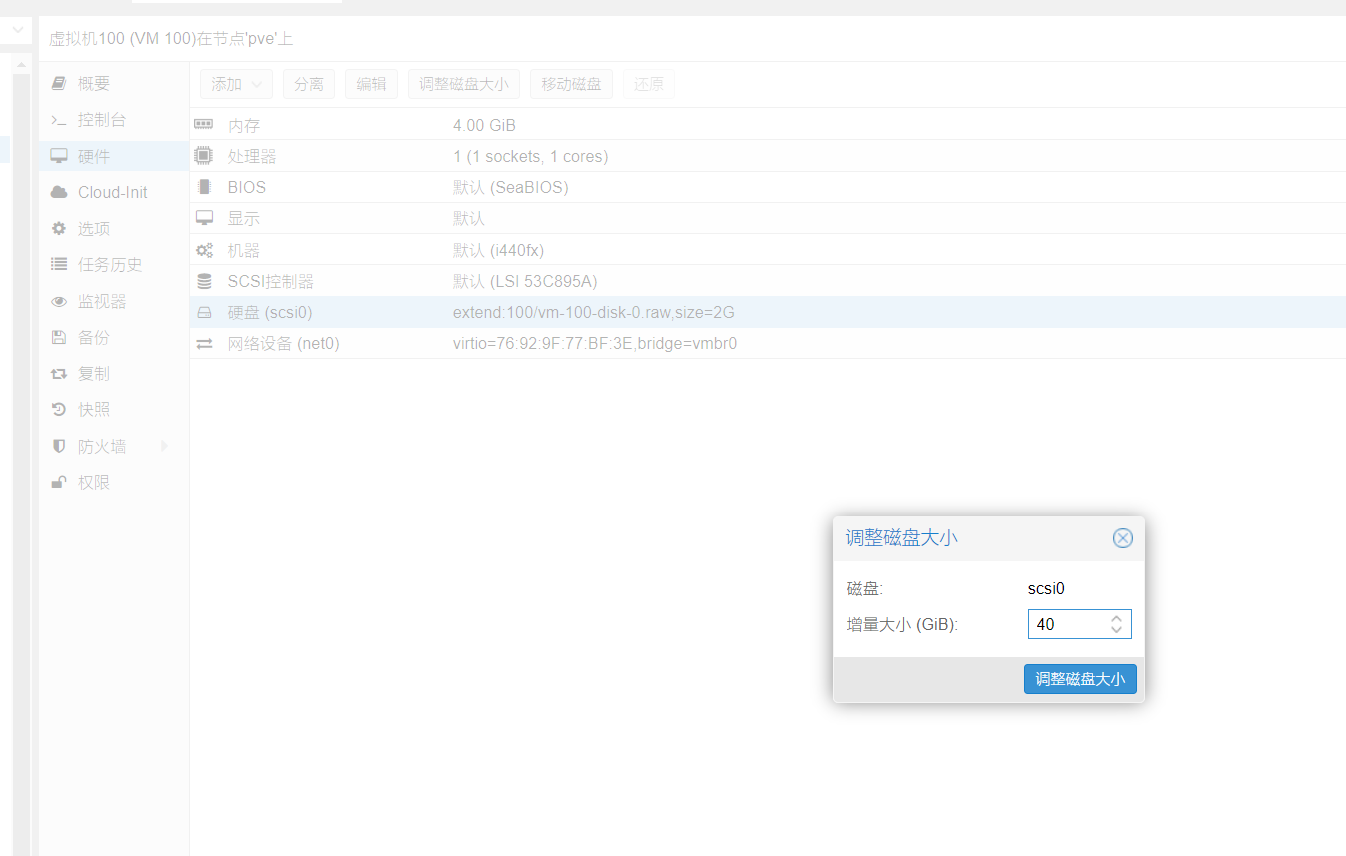 虚拟机100 (VM 100)在节点'pve'上
概要
控制台
硬件
Cloud-Init
选项
任务历史
监视器
备份
复制
快照
防火墙
权限
添加 分离 编辑 调整磁盘大小 移动磁盘 还原
内存 4.00 GiB
处理器 1 (1 sockets, 1 cores)
BIOS 默认 (SeaBIOS)
显示 默认
机器 默认 (i440fx)
SCSI控制器 默认 (LSI 53C895A)
硬盘 (scsi0) extend:100/vm-100-disk-0.raw,size=2G
网络设备 (net0) virtio=76:92:9F:77:BF:3E,bridge=vmbr0
调整磁盘大小
磁盘: scsi0
增量大小 (GiB): 40
调整磁盘大小